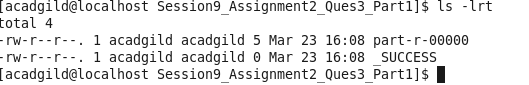 [acadgild@localhost Session9_Assignment2_Ques3_Part1]$ ls -lrt
total 4
-rw-r--r--. 1 acadgild acadgild 5 Mar 23 16:08 part-r-00000
-rw-r--r--. 1 acadgild acadgild 0 Mar 23 16:08 _SUCCESS
[acadgild@localhost Session9_Assignment2_Ques3_Part1]$